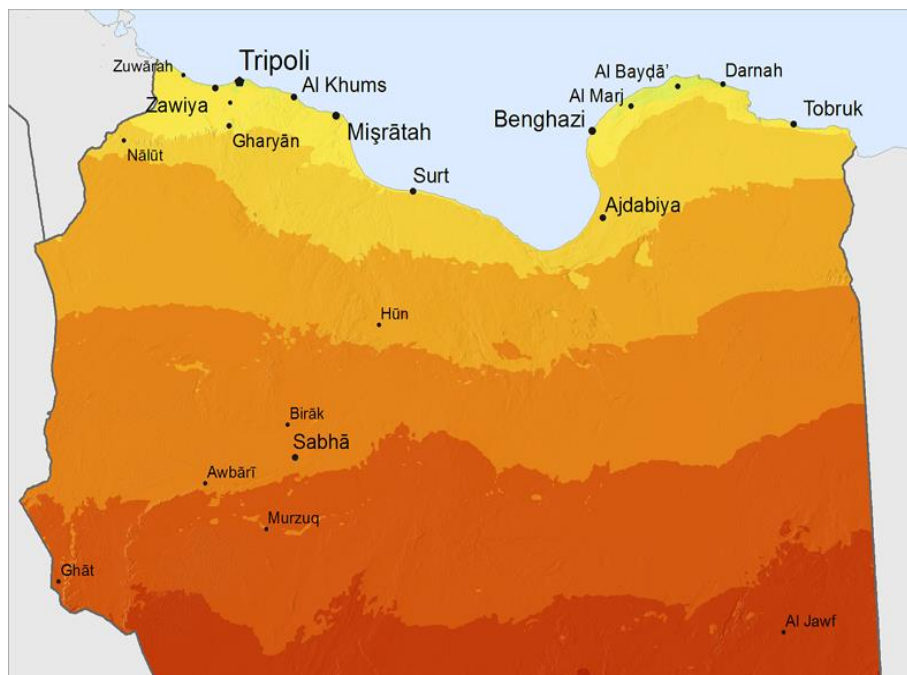 Tripoli
Zuwārah
Al Khums
Zawiya
Mişrātah
Gharyān
Nālūt
Surt
Al Bayḍā’
Darnah
Al Marj
Tobruk
Benghazi
Ajdabiya
Hūn
Birāk
Sabhā
Awbārī
Murzuq
Ghāt
Al Jawf